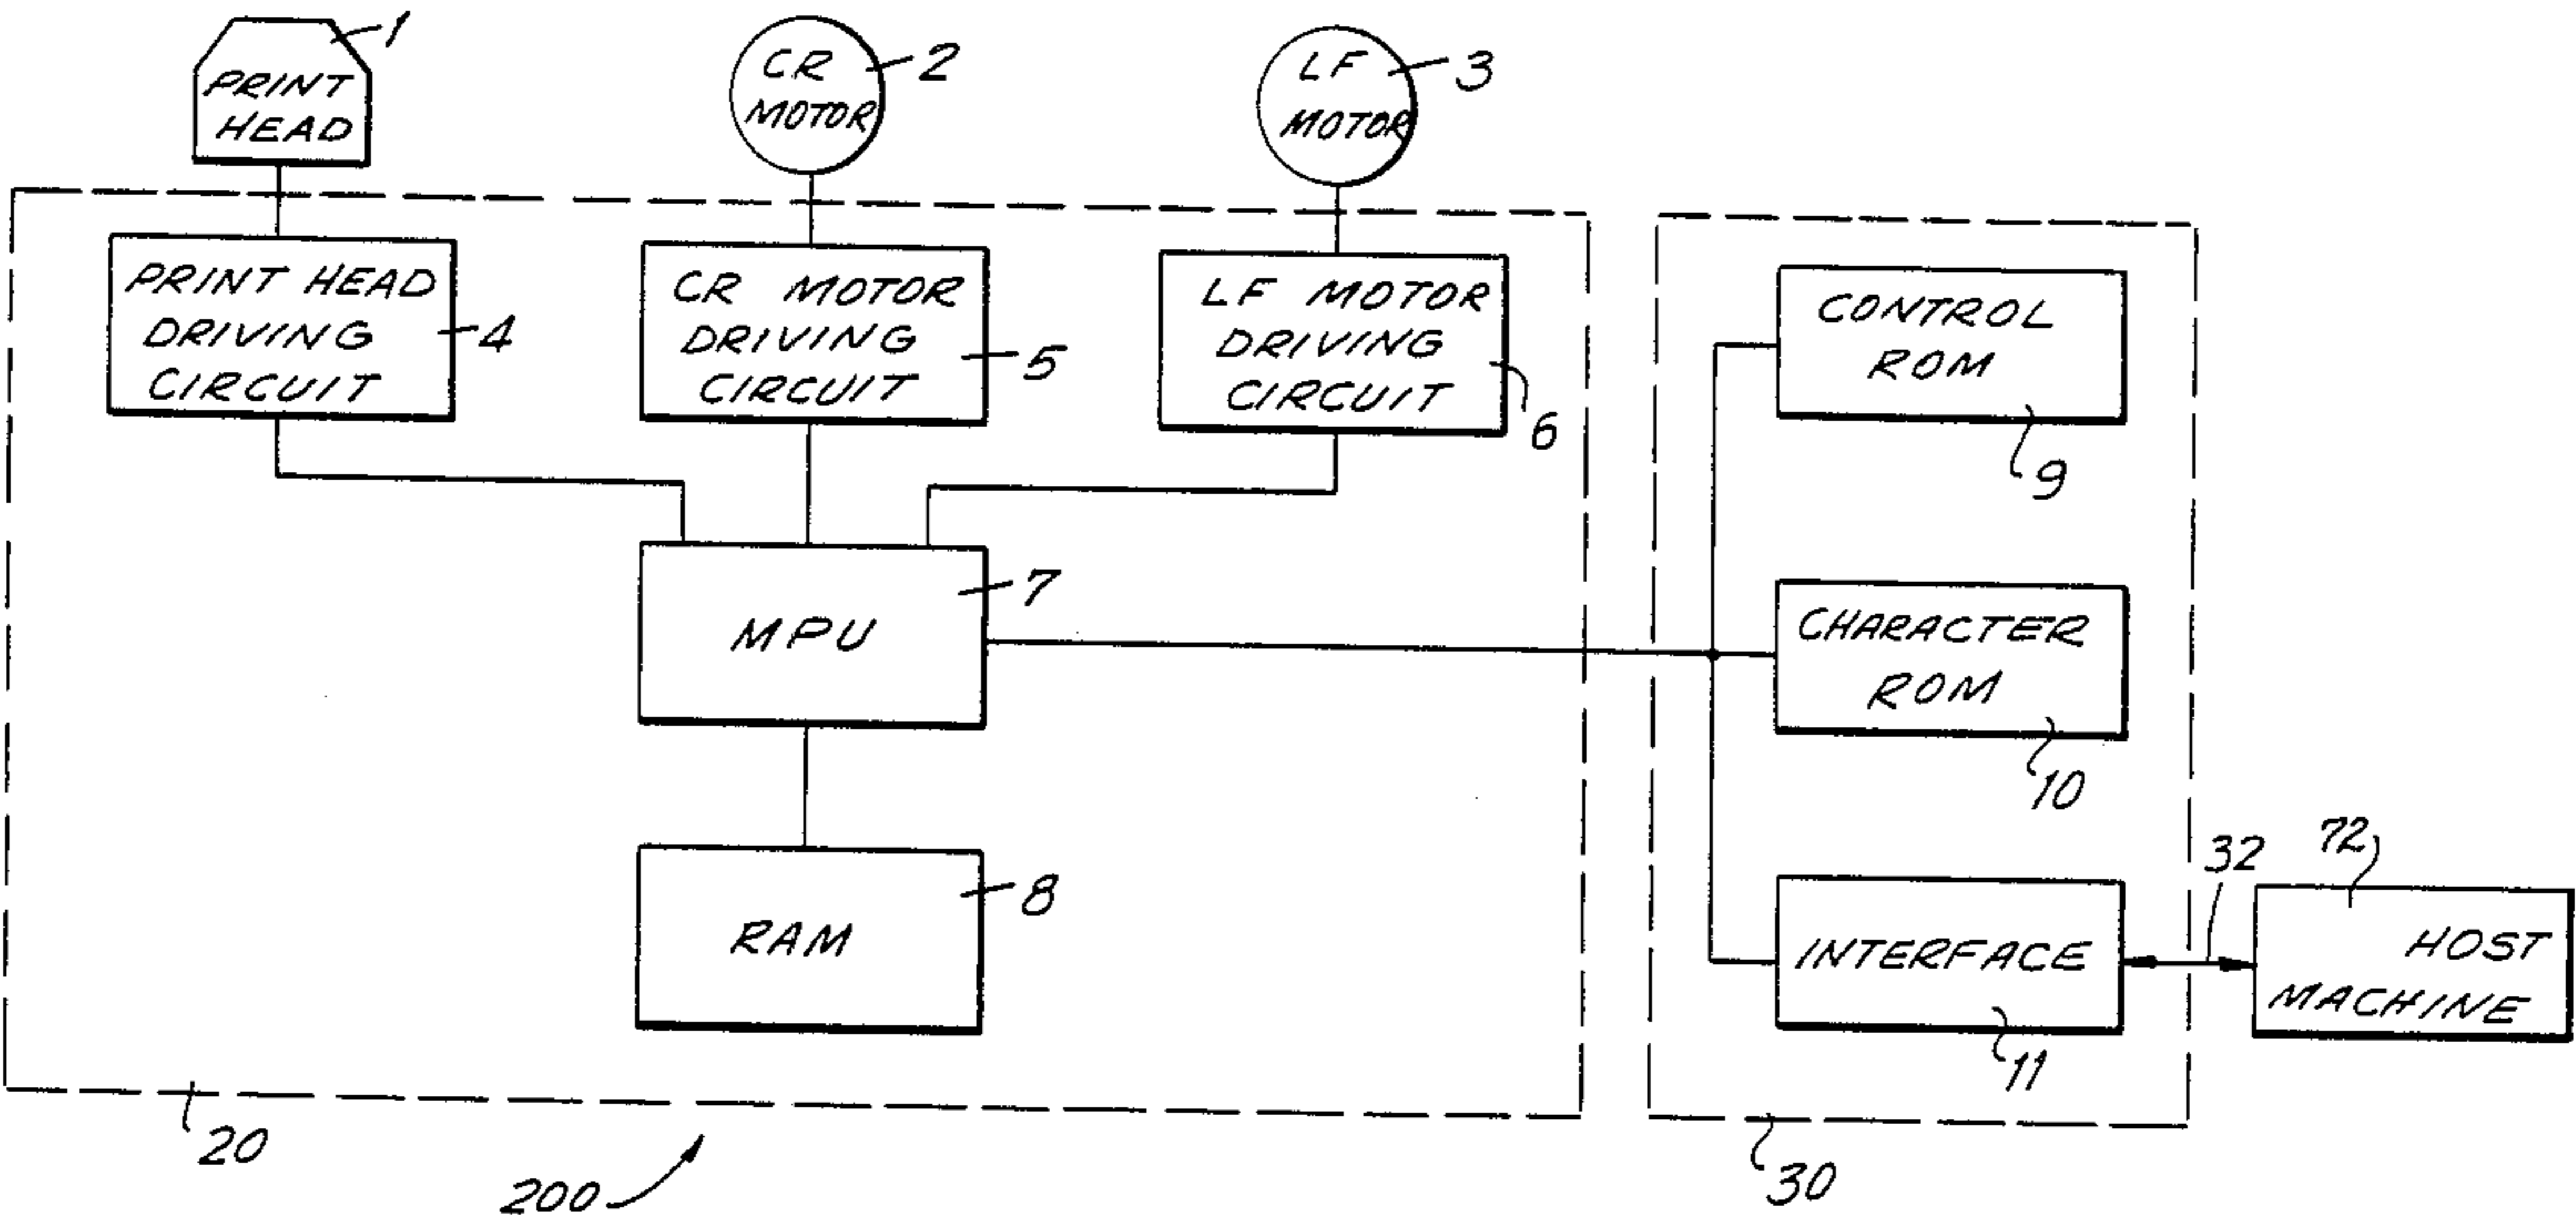 1
PRINT
HEAD
2
CR
MOTOR
3
LF
MOTOR
PRINT HEAD
DRIVING
CIRCUIT
4
CR MOTOR
DRIVING
CIRCUIT
5
LF MOTOR
DRIVING
CIRCUIT
6
CONTROL
ROM
9
MPU
7
CHARACTER
ROM
10
RAM
8
INTERFACE
11
32
72
HOST
MACHINE
20
200
30